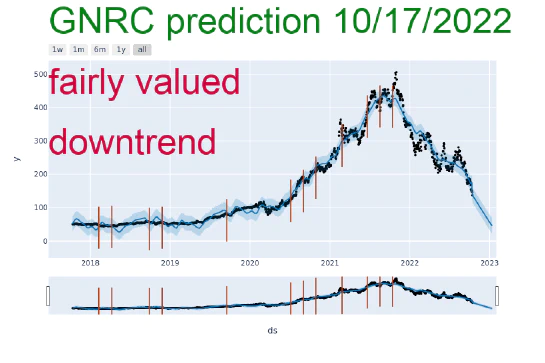 GNRC prediction 10/17/2022
1w 1m 6m 1y all
fairly valued
downtrend
500
400
300
200
100
0
y
2018 2019 2020 2021 2022 2023
ds